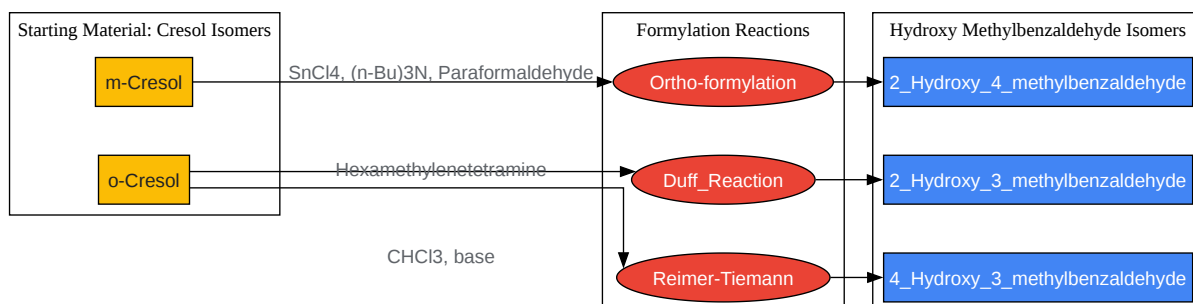 Starting Material: Cresol Isomers
Formylation Reactions
Hydroxy Methylbenzaldehyde Isomers
m-Cresol
SnCl4, (n-Bu)3N, Paraformaldehyde
Ortho-formylation
2_Hydroxy_4_methylbenzaldehyde
o-Cresol
Hexamethylenetetramine
Duff_Reaction
2_Hydroxy_3_methylbenzaldehyde
CHCl3, base
Reimer-Tiemann
4_Hydroxy_3_methylbenzaldehyde